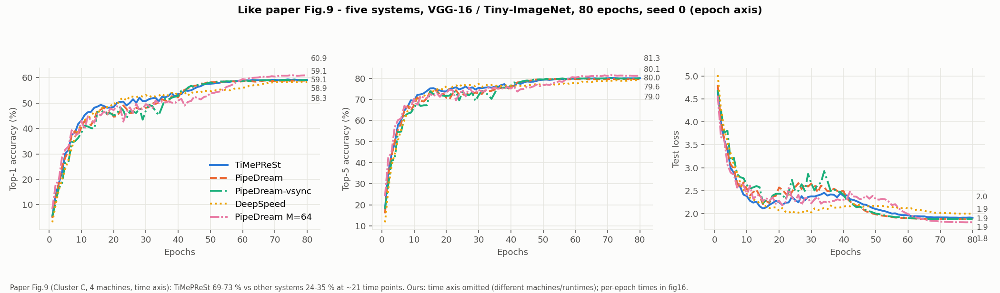 Like paper Fig.9 - five systems, VGG-16 / Tiny-ImageNet, 80 epochs, seed 0 (epoch axis)
Top-1 accuracy (%)
60
50
40
30
20
10
0 10 20 30 40 50 60 70 80
Epochs
60.9
59.1
59.1
58.9
58.3
TiMePReSt
PipeDream
PipeDream-vsync
DeepSpeed
PipeDream M=64
Top-5 accuracy (%)
80
70
60
50
40
30
20
10
0 10 20 30 40 50 60 70 80
Epochs
81.3
80.1
80.0
79.6
79.0
Test loss
5.0
4.5
4.0
3.5
3.0
2.5
2.0
0 10 20 30 40 50 60 70 80
Epochs
2.0
1.9
1.9
1.9
1.8
Paper Fig.9 (Cluster C, 4 machines, time axis): TiMePReSt 69-73 % vs other systems 24-35 % at ~21 time points. Ours: time axis omitted (different machines/runtimes); per-epoch times in fig16.